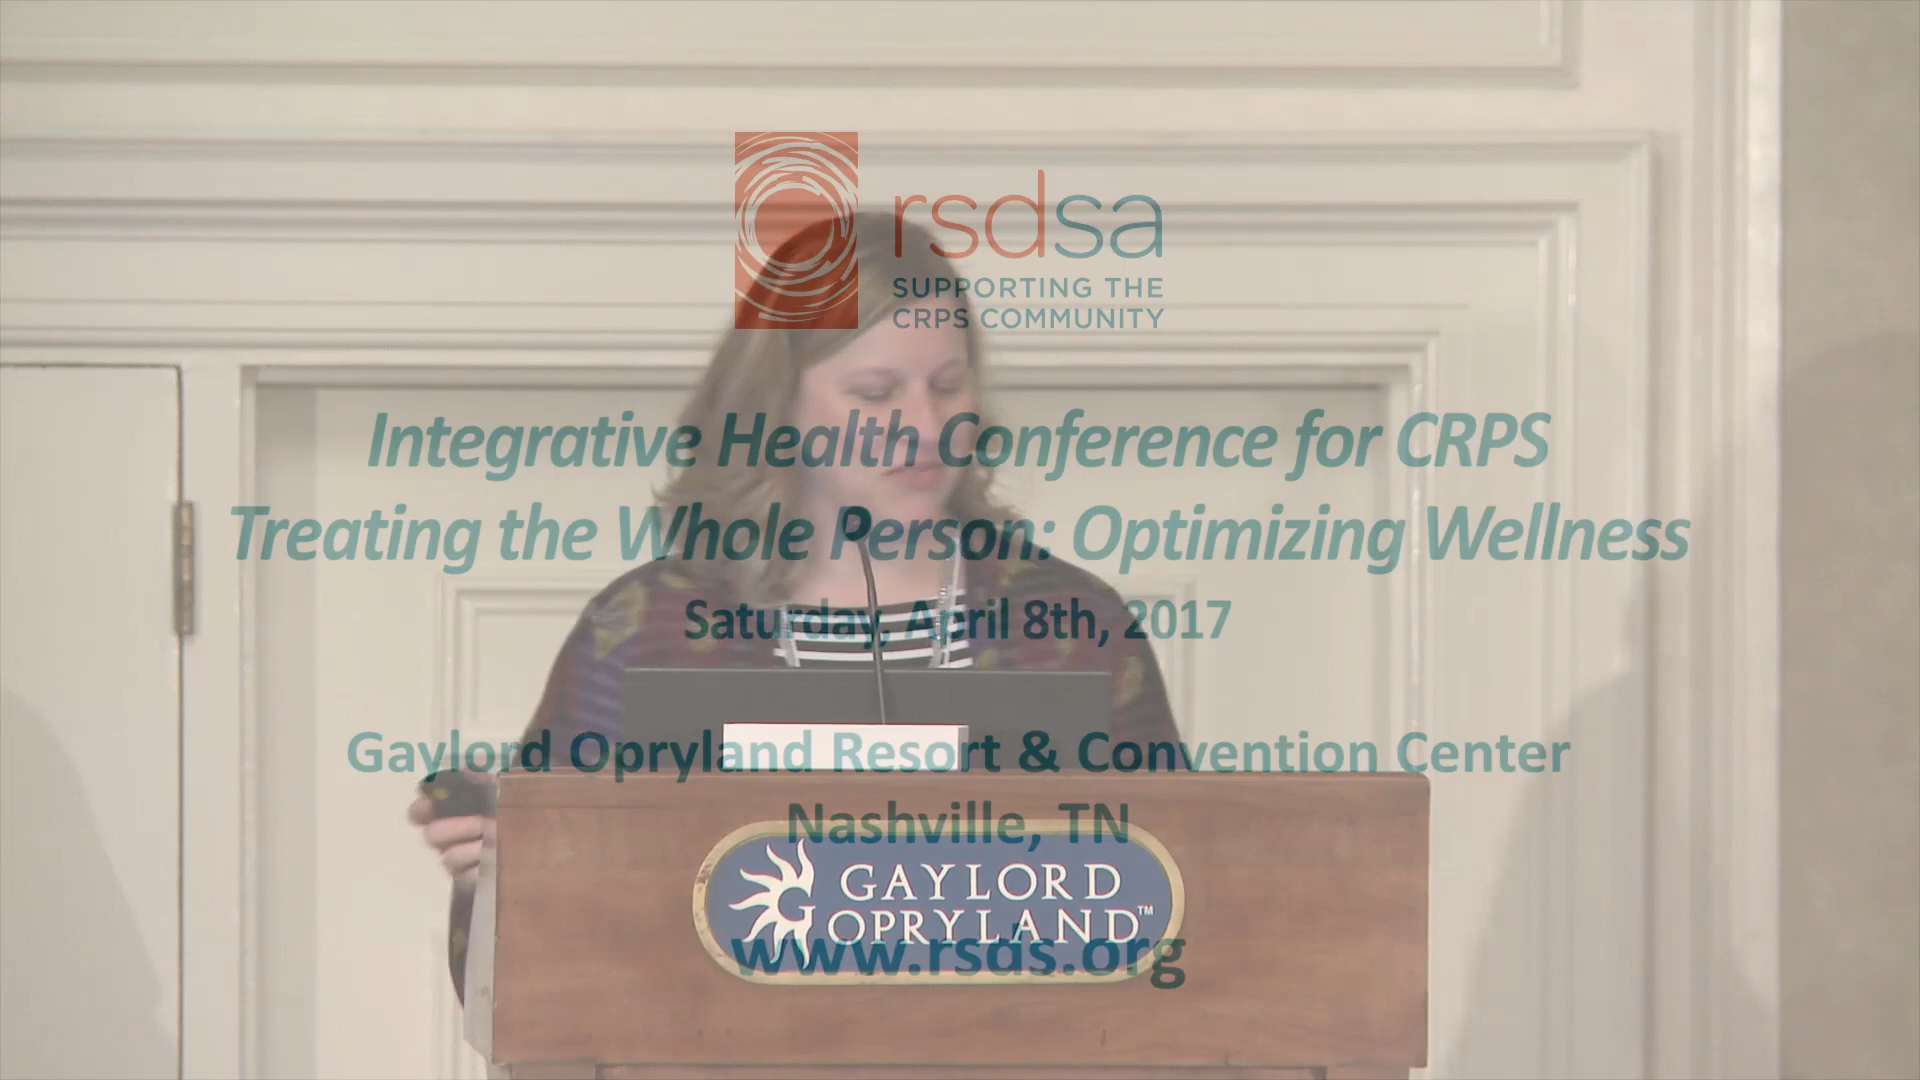 rsdsa
SUPPORTING THE
CRPS COMMUNITY
Integrative Health Conference for CRPS
Treating the Whole Person: Optimizing Wellness
Saturday, April 8th, 2017
Gaylord Opryland Resort & Convention Center
Nashville, TN
GAYLORD
OPRYLAND™
www.rsds.org